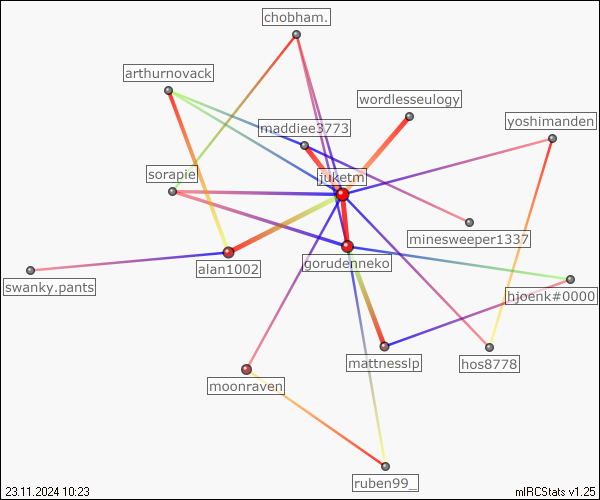 chobham.
arthurnovack
wordlesseulogy
yoshimanden
maddiee3773
sorapie
juketm
minesweeper1337
gorudenneko
alan1002
swanky.pants
hjoenk#0000
mattnesslp
hos8778
moonraven
ruben99_
23.11.2024 10:23
mIRCStats v1.25